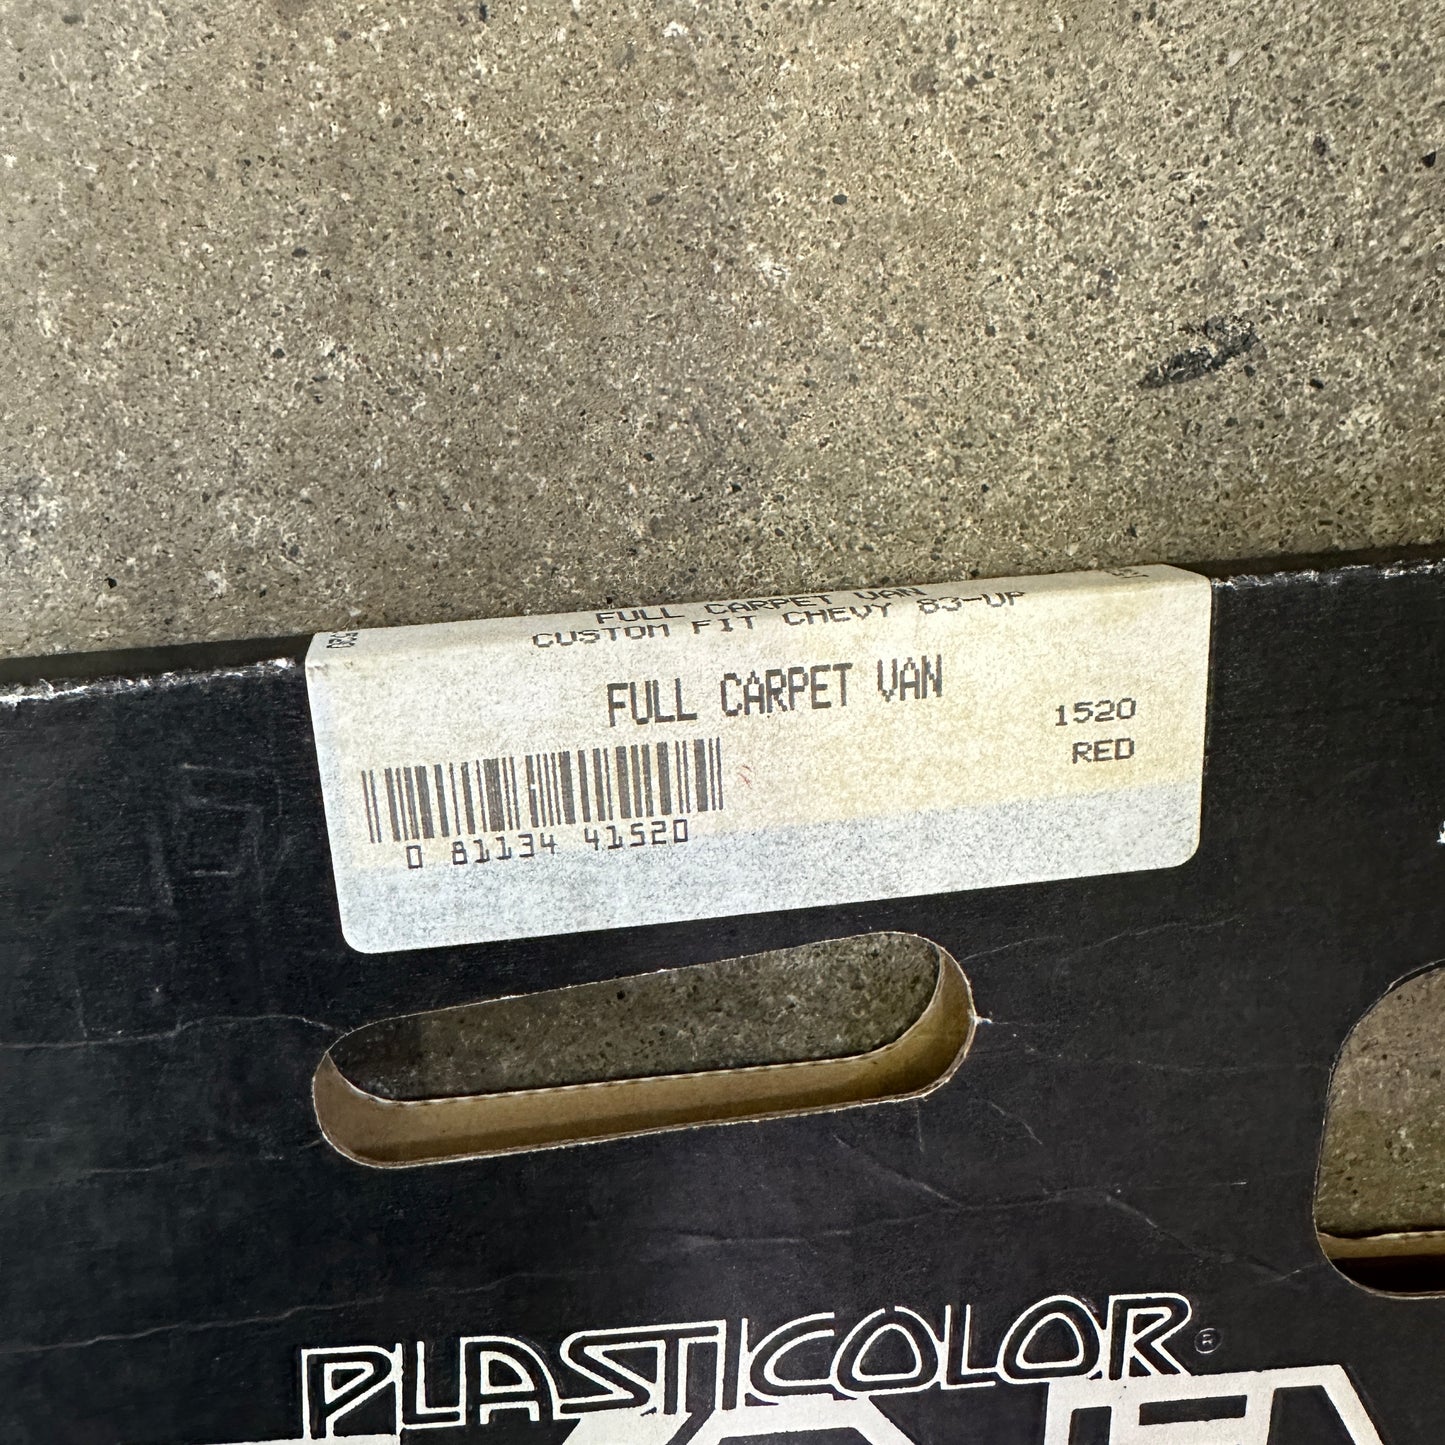 FULL CARPET VAN
CUSTOM FIT CHEVY 83-UP
FULL CARPET VAN
1520
RED
0 81134 41520
PLASTICOLOR®